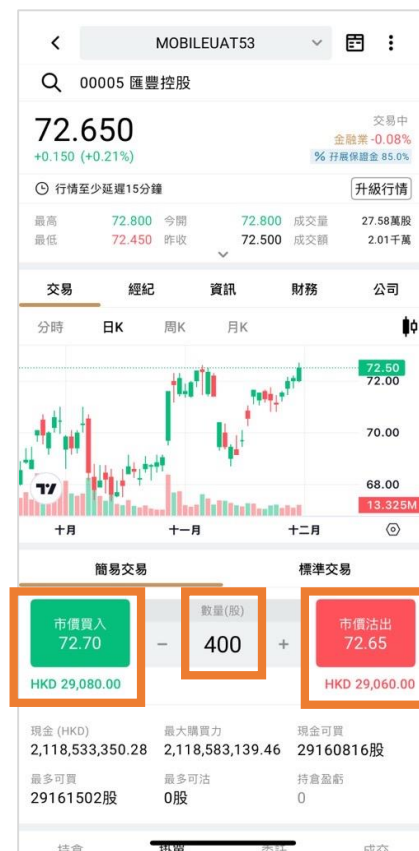 MOBILEUAT53
00005 匯豐控股
72.650
+0.150 (+0.21%)
交易中
金融業 -0.08%
% 孖展保證金 85.0%
行情至少延遲15分鐘
升級行情
最高 72.800 今開 72.800 成交量 27.58萬股
最低 72.450 昨收 72.500 成交額 2.01千萬
交易 經紀 資訊 財務 公司
分時 日K 周K 月K
72.50
72.00
70.00
68.00
13.325M
十月 十一月 十二月
簡易交易 標準交易
市價買入
72.70
HKD 29,080.00
數量(股)
− 400 +
市價沽出
72.65
HKD 29,060.00
現金 (HKD) 最大購買力 現金可買
2,118,533,350.28 2,118,583,139.46 29160816股
最多可買 最多可沽 持倉盈虧
29161502股 0股 0
持倉 掛單 委託 成交